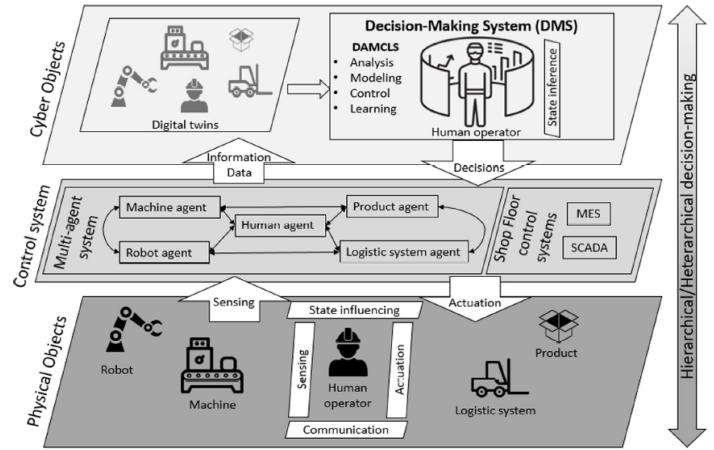 Cyber Objects
Decision-Making System (DMS)
DAMCLS
• Analysis
• Modeling
• Control
• Learning
State inference
Human operator
Digital twins
Information
Data
Decisions
Control system
Multi-agent
system
Machine agent
Product agent
Human agent
Robot agent
Logistic system agent
Shop Floor
control
systems
MES
SCADA
Sensing
Actuation
Physical Objects
State influencing
Sensing
Actuation
Human
operator
Communication
Robot
Machine
Product
Logistic system
Hierarchical/Heterarchical decision-making